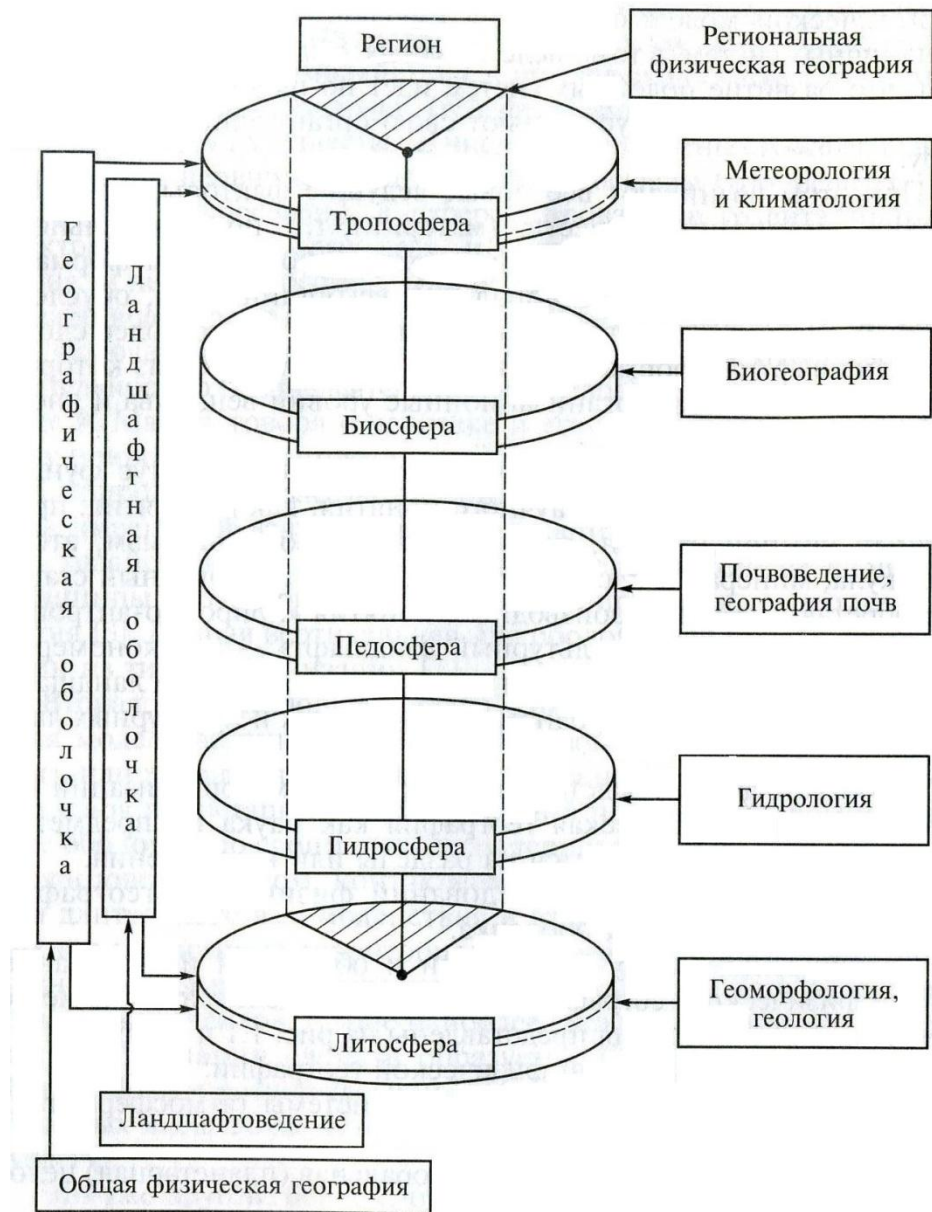 Регион
Региональная
физическая география
Метеорология
и климатология
Тропосфера
Географическая оболочка
Ландшафтная оболочка
Биогеография
Биосфера
Почвоведение,
география почв
Педосфера
Гидрология
Гидросфера
Геоморфология,
геология
Литосфера
Ландшафтоведение
Общая физическая география